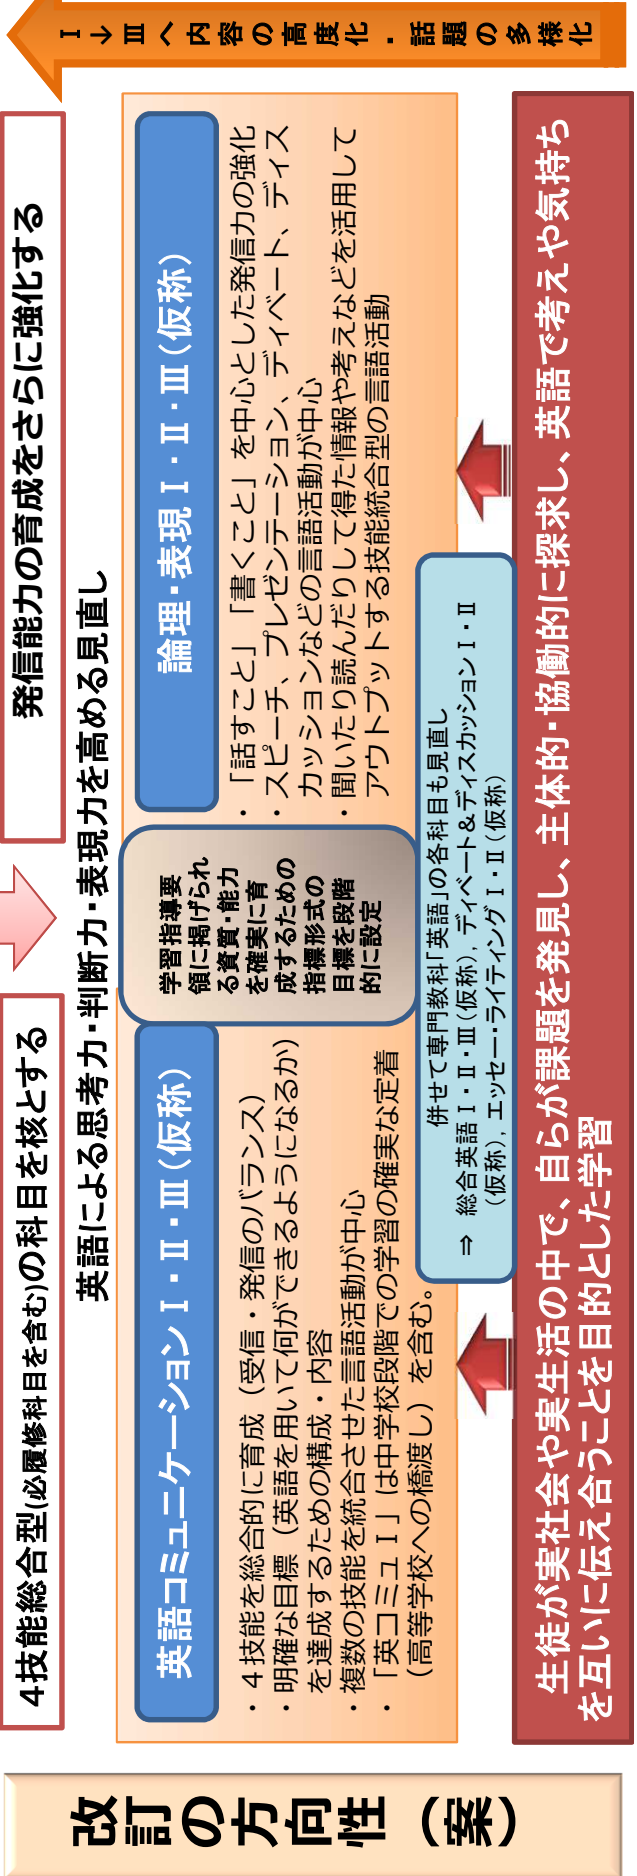 改訂の方向性（案）
4技能総合型(必履修科目を含む)の科目を核とする
発信能力の育成をさらに強化する
英語による思考力・判断力・表現力を高める見直し
英語コミュニケーションⅠ・Ⅱ・Ⅲ(仮称)
・４技能を総合的に育成（受信・発信のバランス）
・明確な目標（英語を用いて何ができるようになるか）
を達成するための構成・内容
・複数の技能を統合させた言語活動が中心
・「英コミュⅠ」は中学校段階での学習の確実な定着
（高等学校への橋渡し）を含む。
学習指導要
領に掲げられ
る資質・能力
を確実に育
成するための
指標形式の
目標を段階
的に設定
論理・表現Ⅰ・Ⅱ・Ⅲ(仮称)
・「話すこと」「書くこと」を中心とした発信力の強化
・スピーチ、プレゼンテーション、ディベート、ディス
カッションなどの言語活動が中心
・聞いたり読んだりして得た情報や考えなどを活用して
アウトプットする技能統合型の言語活動
併せて専門教科「英語」の各科目も見直し
⇒ 総合英語Ⅰ・Ⅱ・Ⅲ(仮称), ディベート＆ディスカッションⅠ・Ⅱ
(仮称), エッセー・ライティングⅠ・Ⅱ(仮称)
生徒が実社会や実生活の中で、自らが課題を発見し、主体的・協働的に探求し、英語で考えや気持ち
を互いに伝え合うことを目的とした学習
Ⅰ→Ⅲへ内容の高度化・話題の多様化